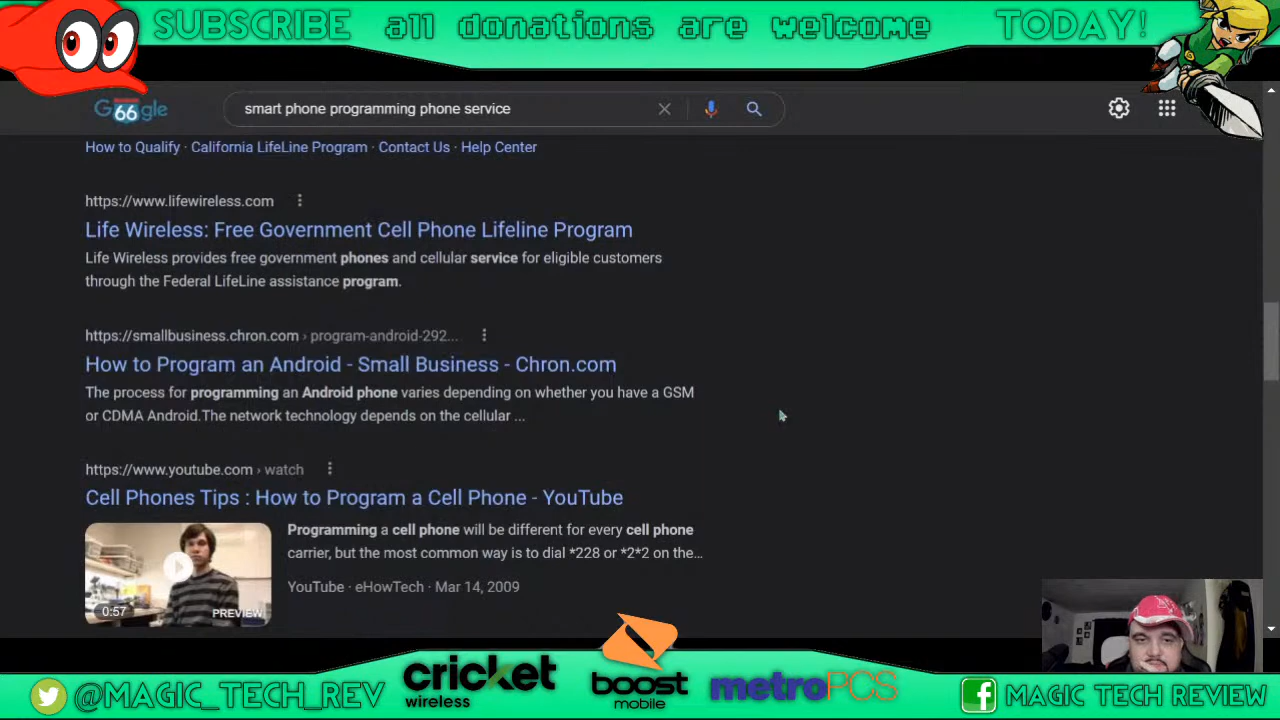 SUBSCRIBE all donations are welcome TODAY!
G 66 gle
smart phone programming phone service
How to Qualify · California LifeLine Program · Contact Us · Help Center
https://www.lifewireless.com
Life Wireless: Free Government Cell Phone Lifeline Program
Life Wireless provides free government phones and cellular service for eligible customers
through the Federal LifeLine assistance program.
https://smallbusiness.chron.com › program-android-292...
How to Program an Android - Small Business - Chron.com
The process for programming an Android phone varies depending on whether you have a GSM
or CDMA Android.The network technology depends on the cellular ...
https://www.youtube.com › watch
Cell Phones Tips : How to Program a Cell Phone - YouTube
Programming a cell phone will be different for every cell phone
carrier, but the most common way is to dial *228 or *2*2 on the...
YouTube · eHowTech · Mar 14, 2009
0:57 PREVIEW
@MAGIC_TECH_REV
cricket
wireless
boost
mobile
metroPCS
MAGIC TECH REVIEW